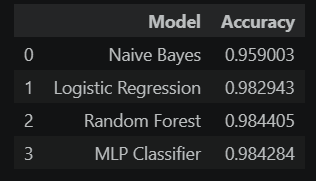 Model Accuracy
0 Naive Bayes 0.959003
1 Logistic Regression 0.982943
2 Random Forest 0.984405
3 MLP Classifier 0.984284